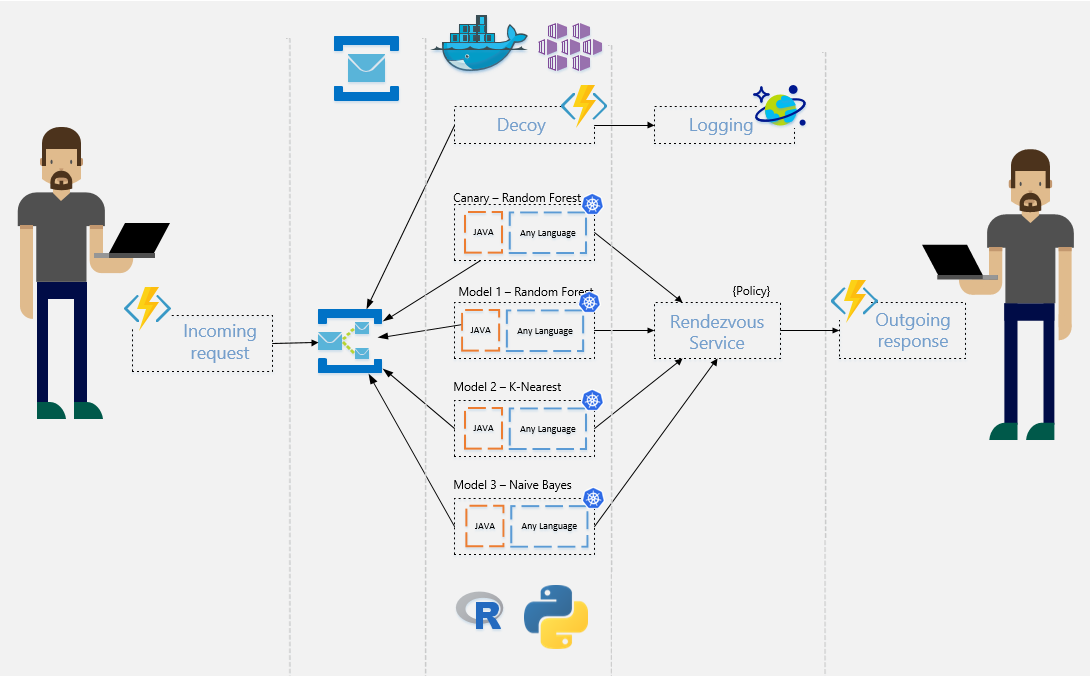 Decoy
Logging
Canary – Random Forest
JAVA
Any Language
Model 1 – Random Forest
JAVA
Any Language
{Policy}
Rendezvous
Service
Incoming
request
Outgoing
response
Model 2 – K-Nearest
JAVA
Any Language
Model 3 – Naive Bayes
JAVA
Any Language
R